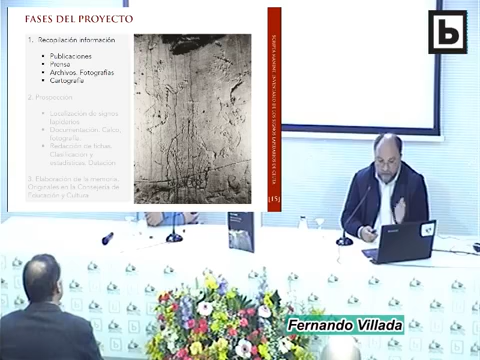 FASES DEL PROYECTO
1. Recopilación información
Publicaciones
Prensa
Archivos. Fotografías
Cartografía
2. Prospección
Localización de signos
lapidarios
Documentación. Calco,
fotografía.
Redacción de fichas.
Clasificación y
estadísticas. Datación
3. Elaboración de la memoria.
Originales en la Consejería de
Educación y Cultura
[15]
b
Fernando Villada